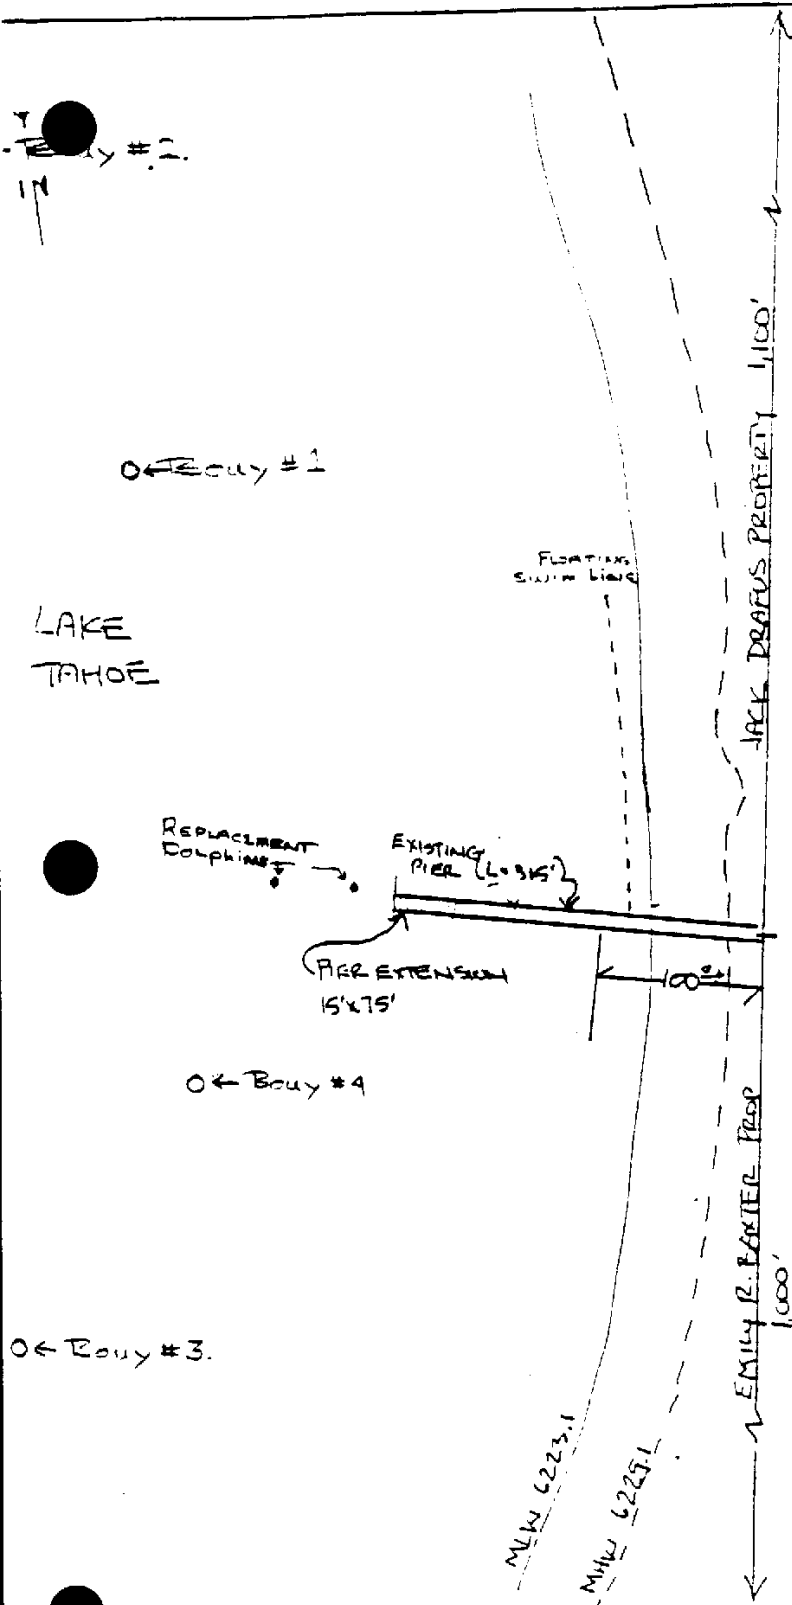 Bouy #2.
Bouy #1
FLOATING
SWIM LINE
LAKE
TAHOE
JACK DRAFUS PROPERTY 1,100'
REPLACEMENT
DOLPHINS
EXISTING
PIER (L=315')
PIER EXTENSION
15'x75'
100'±
Bouy #4
EMILY R. BAXTER PROP
1,000'
Bouy #3.
MLW 6223.1
MHW 6229.1